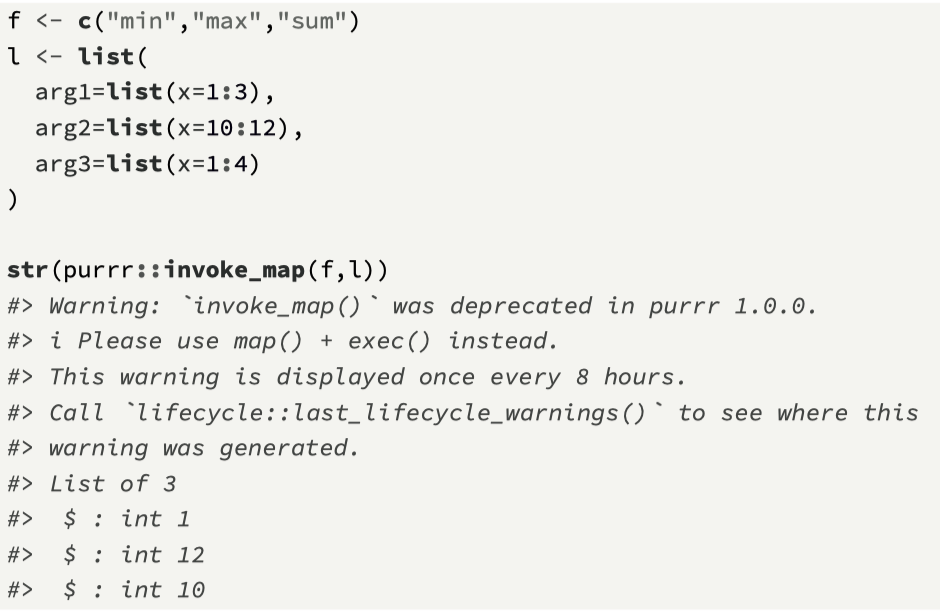 f <- c("min","max","sum")
l <- list(
  arg1=list(x=1:3),
  arg2=list(x=10:12),
  arg3=list(x=1:4)
)

str(purrr::invoke_map(f,l))
#> Warning: `invoke_map()` was deprecated in purrr 1.0.0.
#> i Please use map() + exec() instead.
#> This warning is displayed once every 8 hours.
#> Call `lifecycle::last_lifecycle_warnings()` to see where this
#> warning was generated.
#> List of 3
#>  $ : int 1
#>  $ : int 12
#>  $ : int 10